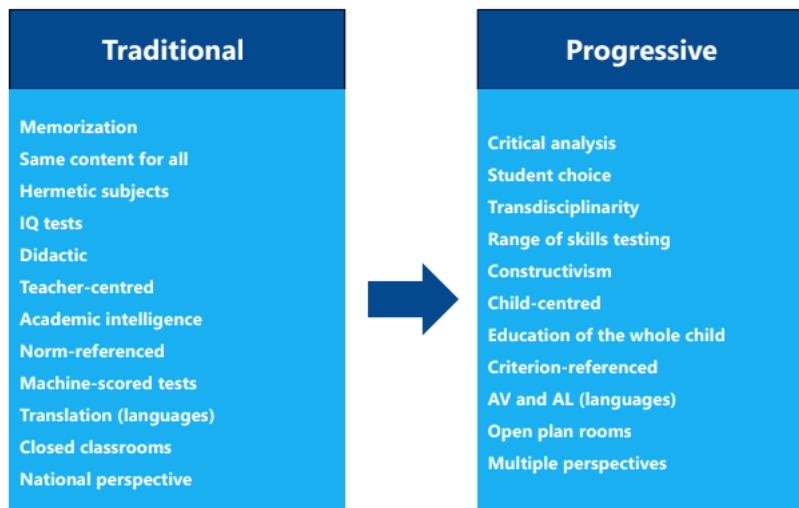 Traditional
Memorization
Same content for all
Hermetic subjects
IQ tests
Didactic
Teacher-centred
Academic intelligence
Norm-referenced
Machine-scored tests
Translation (languages)
Closed classrooms
National perspective
Progressive
Critical analysis
Student choice
Transdisciplinarity
Range of skills testing
Constructivism
Child-centred
Education of the whole child
Criterion-referenced
AV and AL (languages)
Open plan rooms
Multiple perspectives